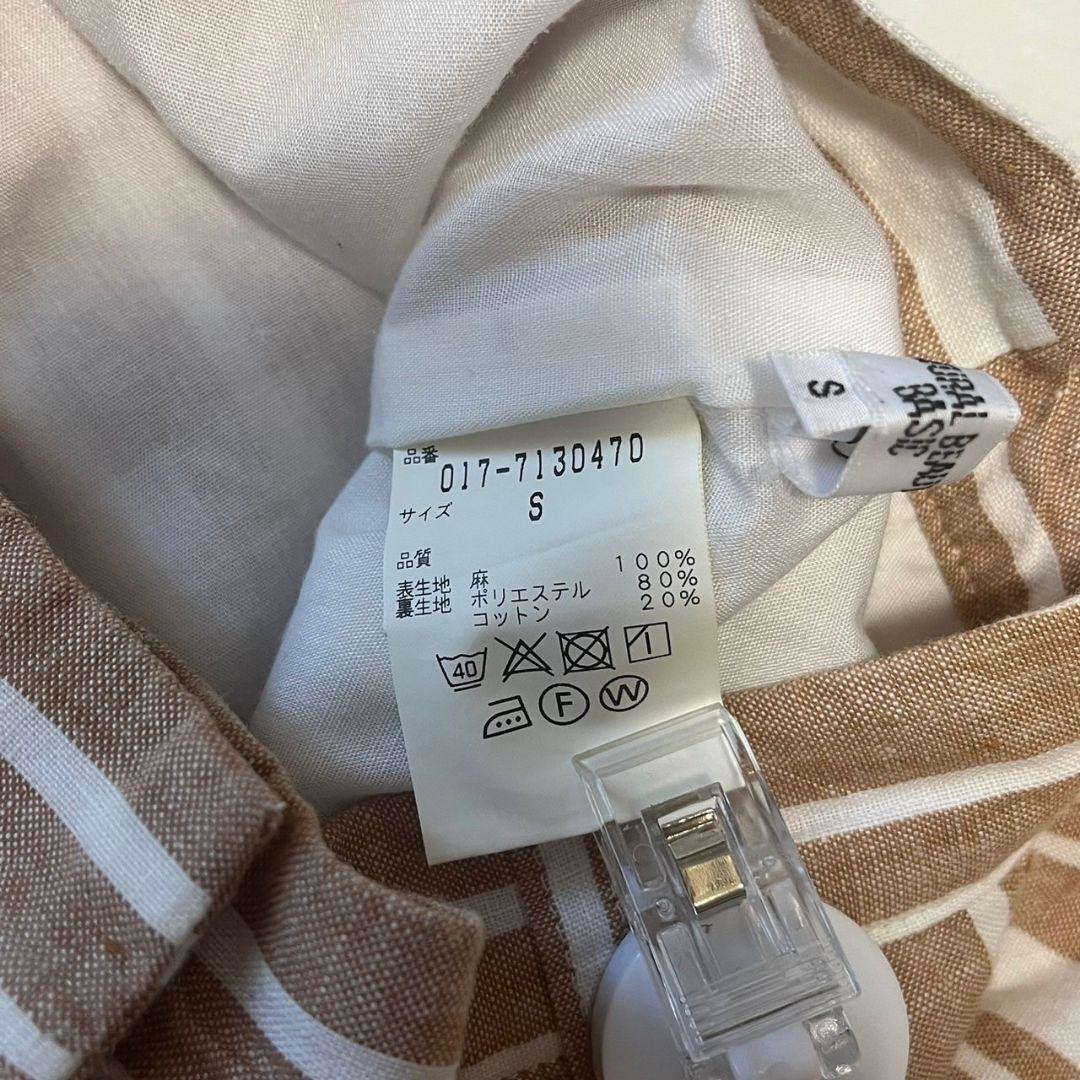 品番
017-7130470
サイズ S
品質
表生地 麻 100%
裏生地 ポリエステル 80%
コットン 20%
40
F W
S
BASIC